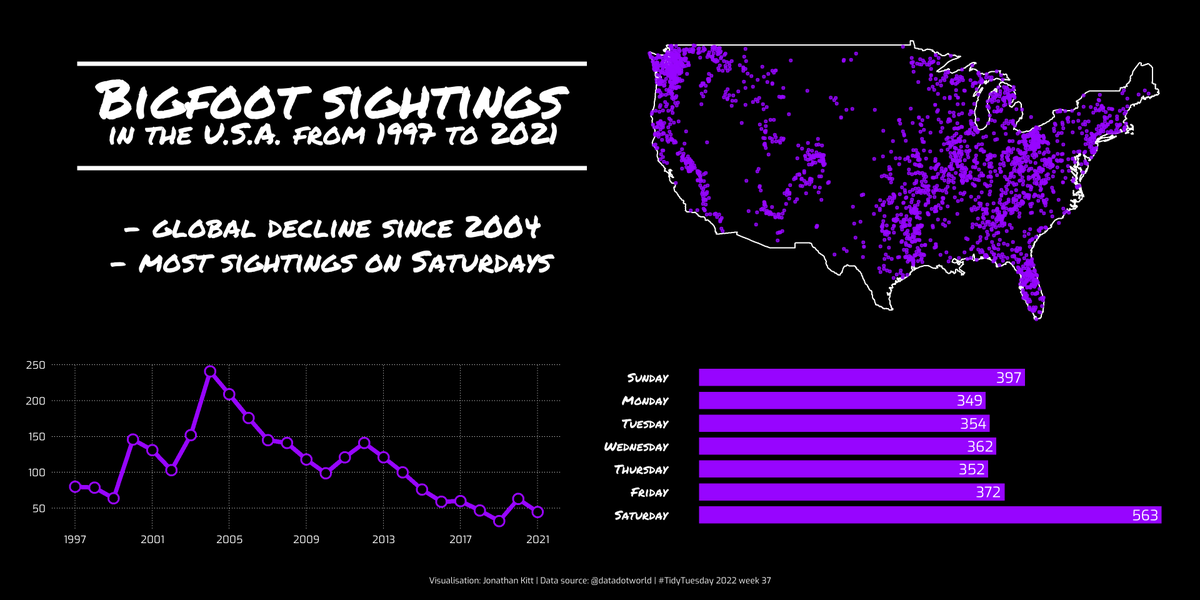 Bigfoot sightings
in the U.S.A. from 1997 to 2021
- global decline since 2004
- most sightings on Saturdays
250
200
150
100
50
1997 2001 2005 2009 2013 2017 2021
Sunday 397
Monday 349
Tuesday 354
Wednesday 362
Thursday 352
Friday 372
Saturday 563
Visualisation: Jonathan Kitt | Data source: @datadotworld | #TidyTuesday 2022 week 37